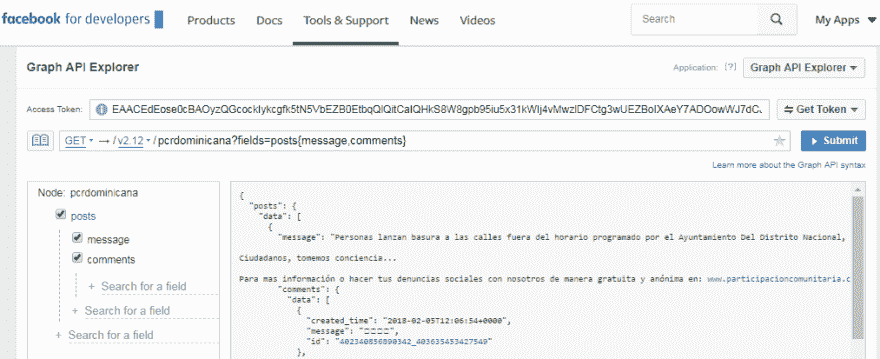 facebook for developers
Products Docs Tools & Support News Videos Search My Apps
Graph API Explorer
Application: [?] Graph API Explorer
Access Token: Get Token
GET → / v2.12 / pcrdominicana?fields=posts{message,comments} Submit
Learn more about the Graph API syntax
Node: pcrdominicana
posts
message
comments
+ Search for a field
+ Search for a field
+ Search for a field
{
"posts": {
"data": [
{
"message": "Personas lanzan basura a las calles fuera del horario programado por el Ayuntamiento Del Distrito Nacional,
Ciudadanos, tomemos conciencia...
Para mas información o hacer tus denuncias sociales con nosotros de manera gratuita y anónima en: www.participacioncomunitaria.c
"comments": {
"data": [
{
"created_time": "2018-02-05T12:06:54+0000",
"message": "□□□□",
"id": "402340836890342_403635453427549"
},